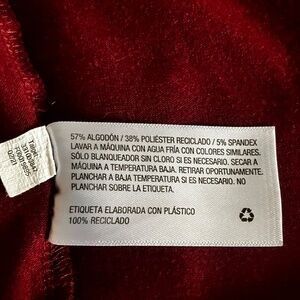 57% ALGODÓN / 38% POLIÉSTER RECICLADO / 5% SPANDEX
LAVAR A MÁQUINA CON AGUA FRÍA CON COLORES SIMILARES.
SÓLO BLANQUEADOR SIN CLORO SI ES NECESARIO. SECAR A
MÁQUINA A TEMPERATURA BAJA. RETIRAR OPORTUNAMENTE.
PLANCHAR A BAJA TEMPERATURA SI ES NECESARIO. NO
PLANCHAR SOBRE LA ETIQUETA.
ETIQUETA ELABORADA CON PLÁSTICO
100% RECICLADO